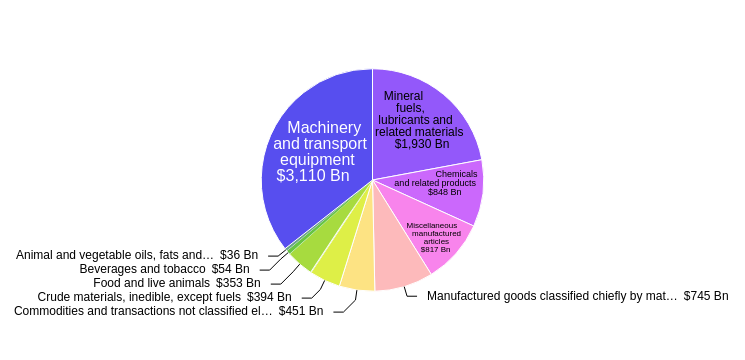 Mineral
fuels,
lubricants and
related materials
$1,930 Bn
Machinery
and transport
equipment
$3,110 Bn
Chemicals
and related products
$848 Bn
Miscellaneous
manufactured
articles
$817 Bn
Animal and vegetable oils, fats and… $36 Bn
Beverages and tobacco $54 Bn
Food and live animals $353 Bn
Crude materials, inedible, except fuels $394 Bn
Commodities and transactions not classified el… $451 Bn
Manufactured goods classified chiefly by mat… $745 Bn